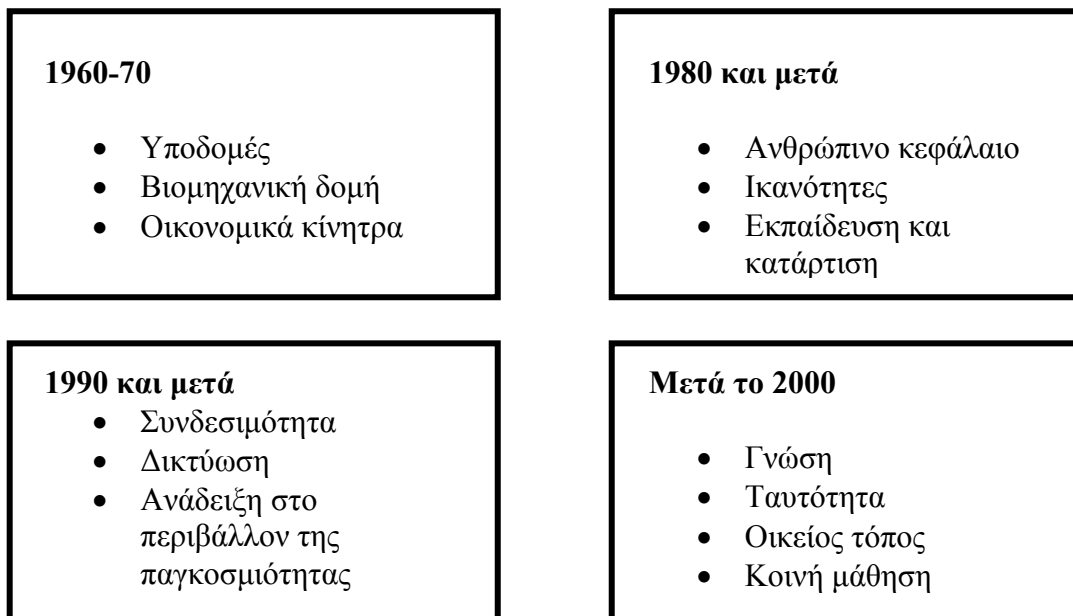 1960-70
• Υποδομές
• Βιομηχανική δομή
• Οικονομικά κίνητρα
1980 και μετά
• Ανθρώπινο κεφάλαιο
• Ικανότητες
• Εκπαίδευση και
κατάρτιση
1990 και μετά
• Συνδεσιμότητα
• Δικτύωση
• Ανάδειξη στο
περιβάλλον της
παγκοσμιότητας
Μετά το 2000
• Γνώση
• Ταυτότητα
• Οικείος τόπος
• Κοινή μάθηση